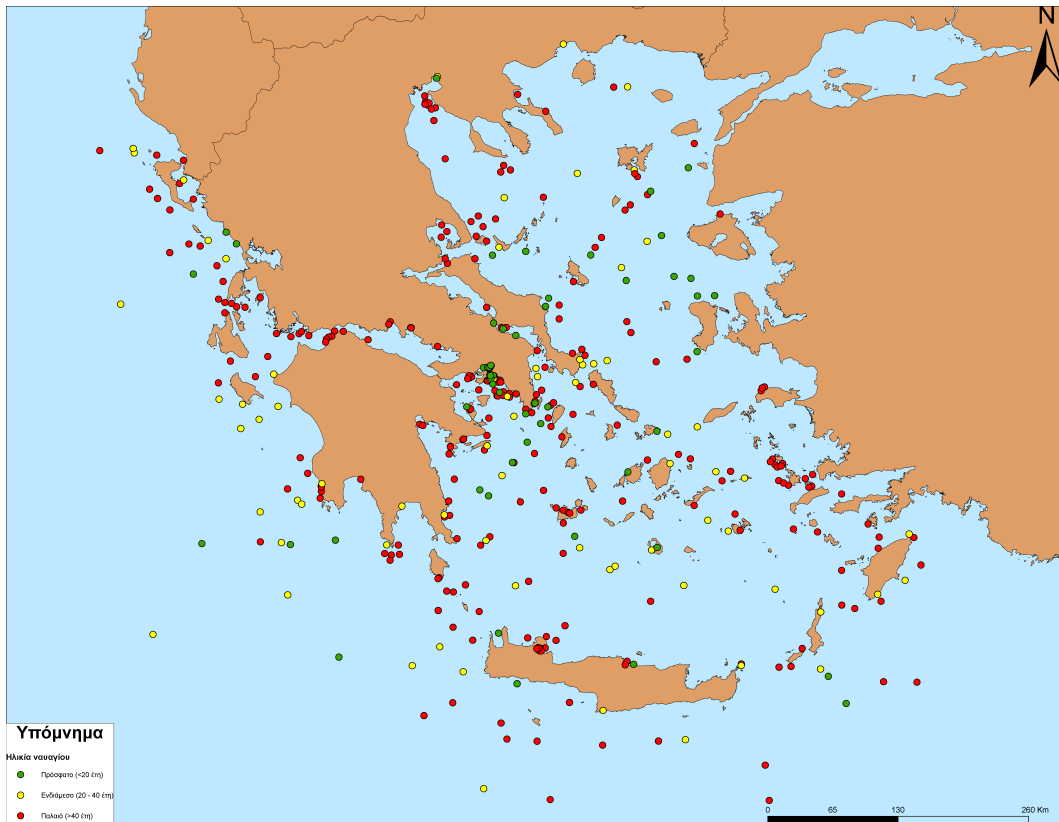 N
Υπόμνημα
Ηλικία ναυαγίου
Πρόσφατο (<20 έτη)
Ενδιάμεσο (20 - 40 έτη)
Παλαιό (>40 έτη)
0 65 130 260 Km